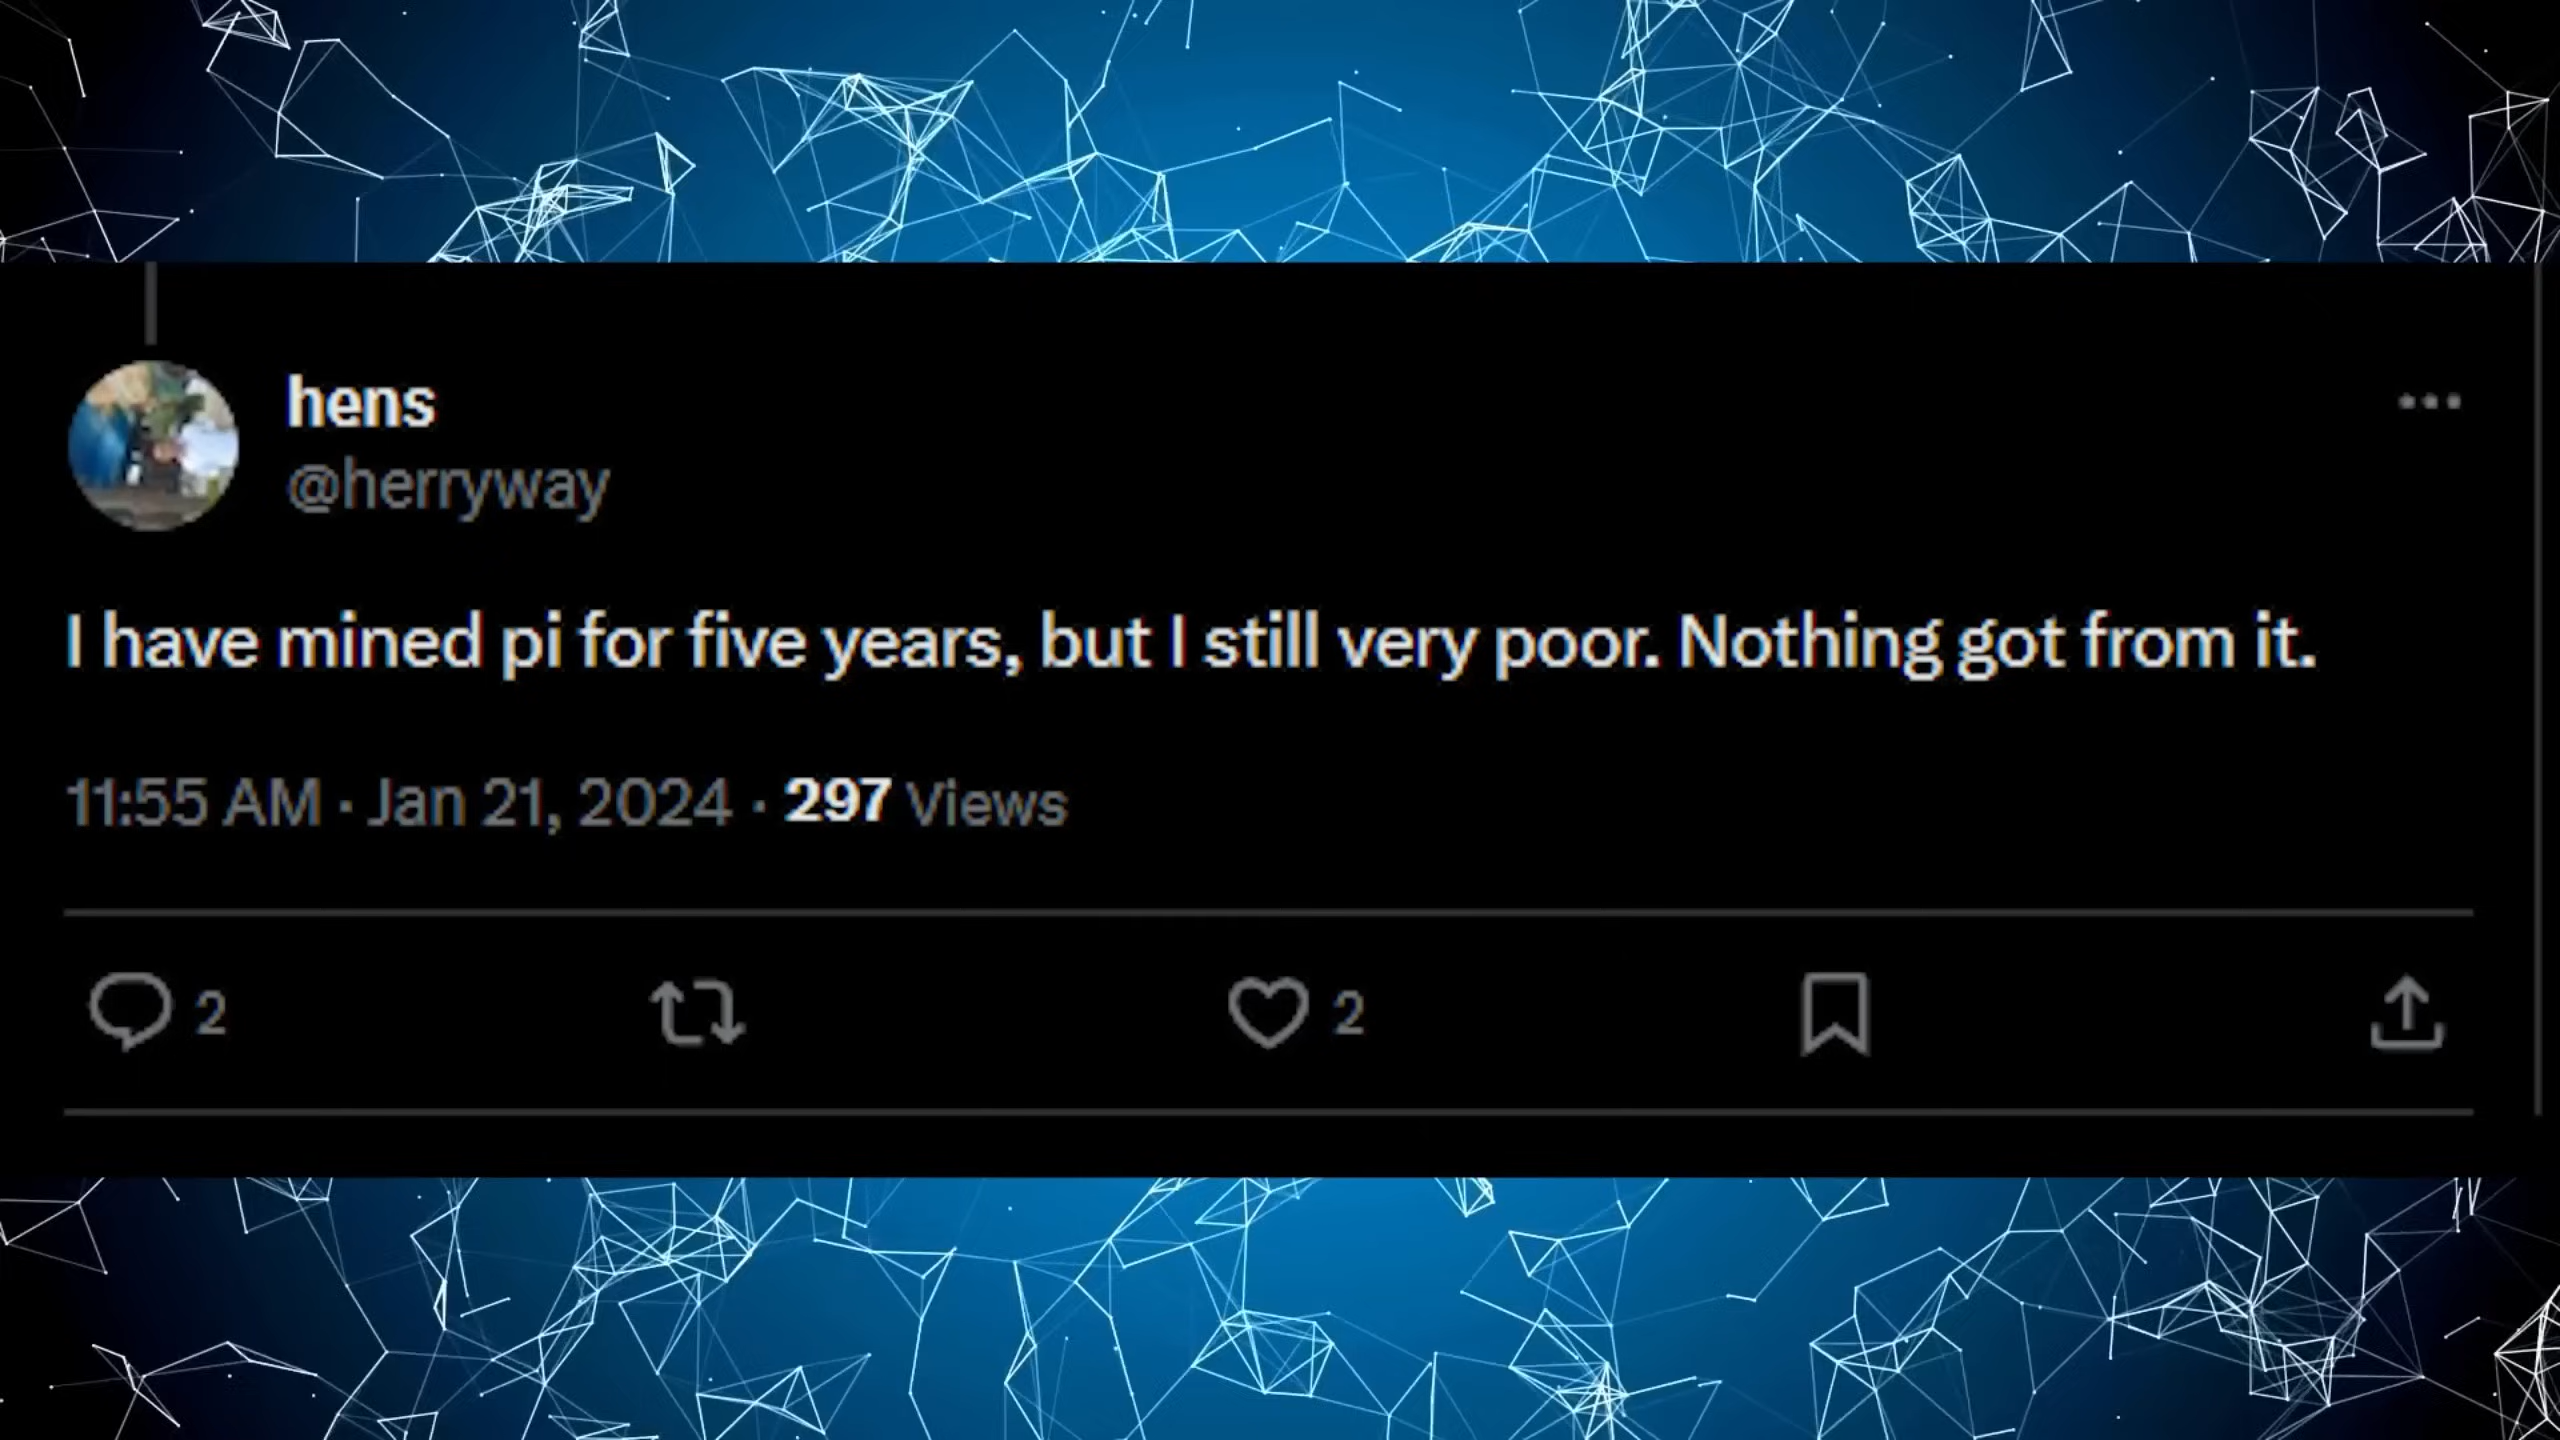 hens
@herryway
I have mined pi for five years, but I still very poor. Nothing got from it.
11:55 AM · Jan 21, 2024 · 297 Views
2 2